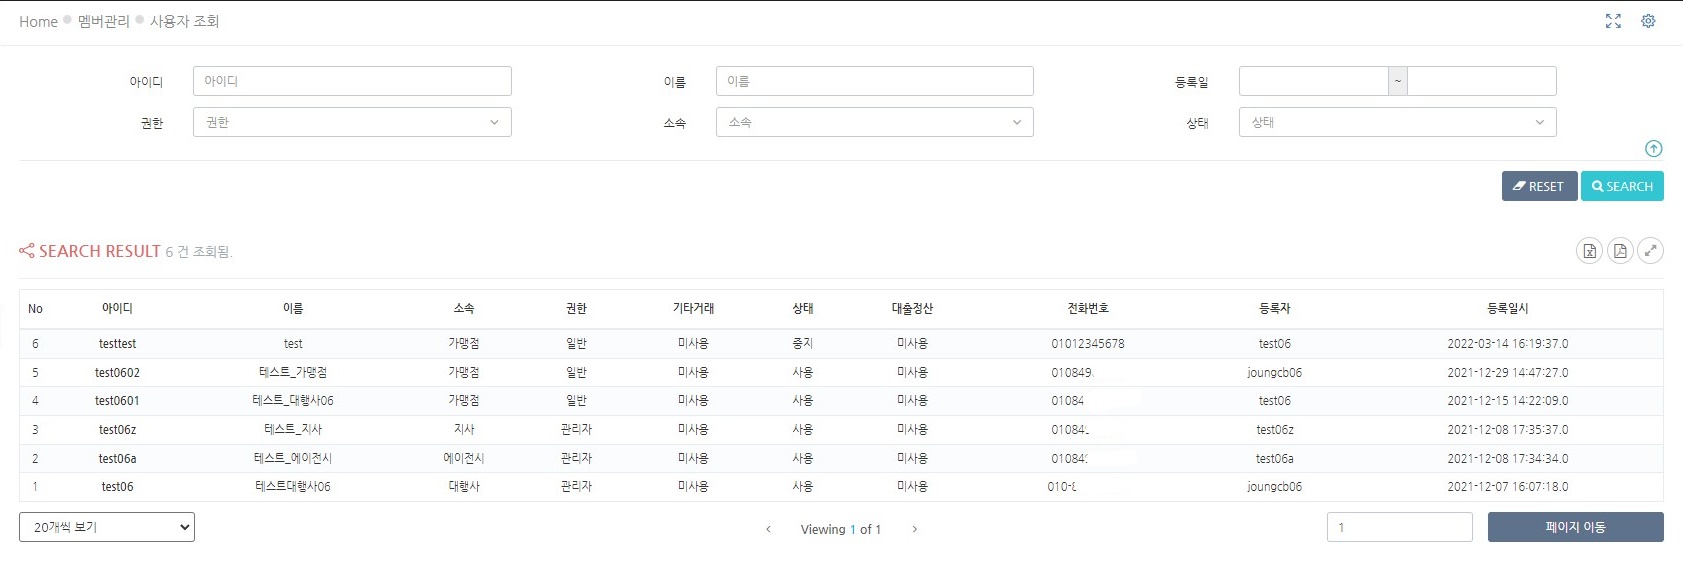 Home 멤버관리 사용자 조회
아이디 아이디 이름 이름 등록일 ~
권한 권한 소속 소속 상태 상태
RESET SEARCH
SEARCH RESULT 6 건 조회됨.
No 아이디 이름 소속 권한 기타거래 상태 대출정산 전화번호 등록자 등록일시
6 testtest test 가맹점 일반 미사용 중지 미사용 01012345678 test06 2022-03-14 16:19:37.0
5 test0602 테스트_가맹점 가맹점 일반 미사용 사용 미사용 010849 joungcb06 2021-12-29 14:47:27.0
4 test0601 테스트_대행사06 가맹점 일반 미사용 사용 미사용 01084 test06 2021-12-15 14:22:09.0
3 test06z 테스트_지사 지사 관리자 미사용 사용 미사용 01084 test06z 2021-12-08 17:35:37.0
2 test06a 테스트_에이전시 에이전시 관리자 미사용 사용 미사용 01084 test06a 2021-12-08 17:34:34.0
1 test06 테스트대행사06 대행사 관리자 미사용 사용 미사용 010- joungcb06 2021-12-07 16:07:18.0
20개씩 보기 Viewing 1 of 1 1 페이지 이동